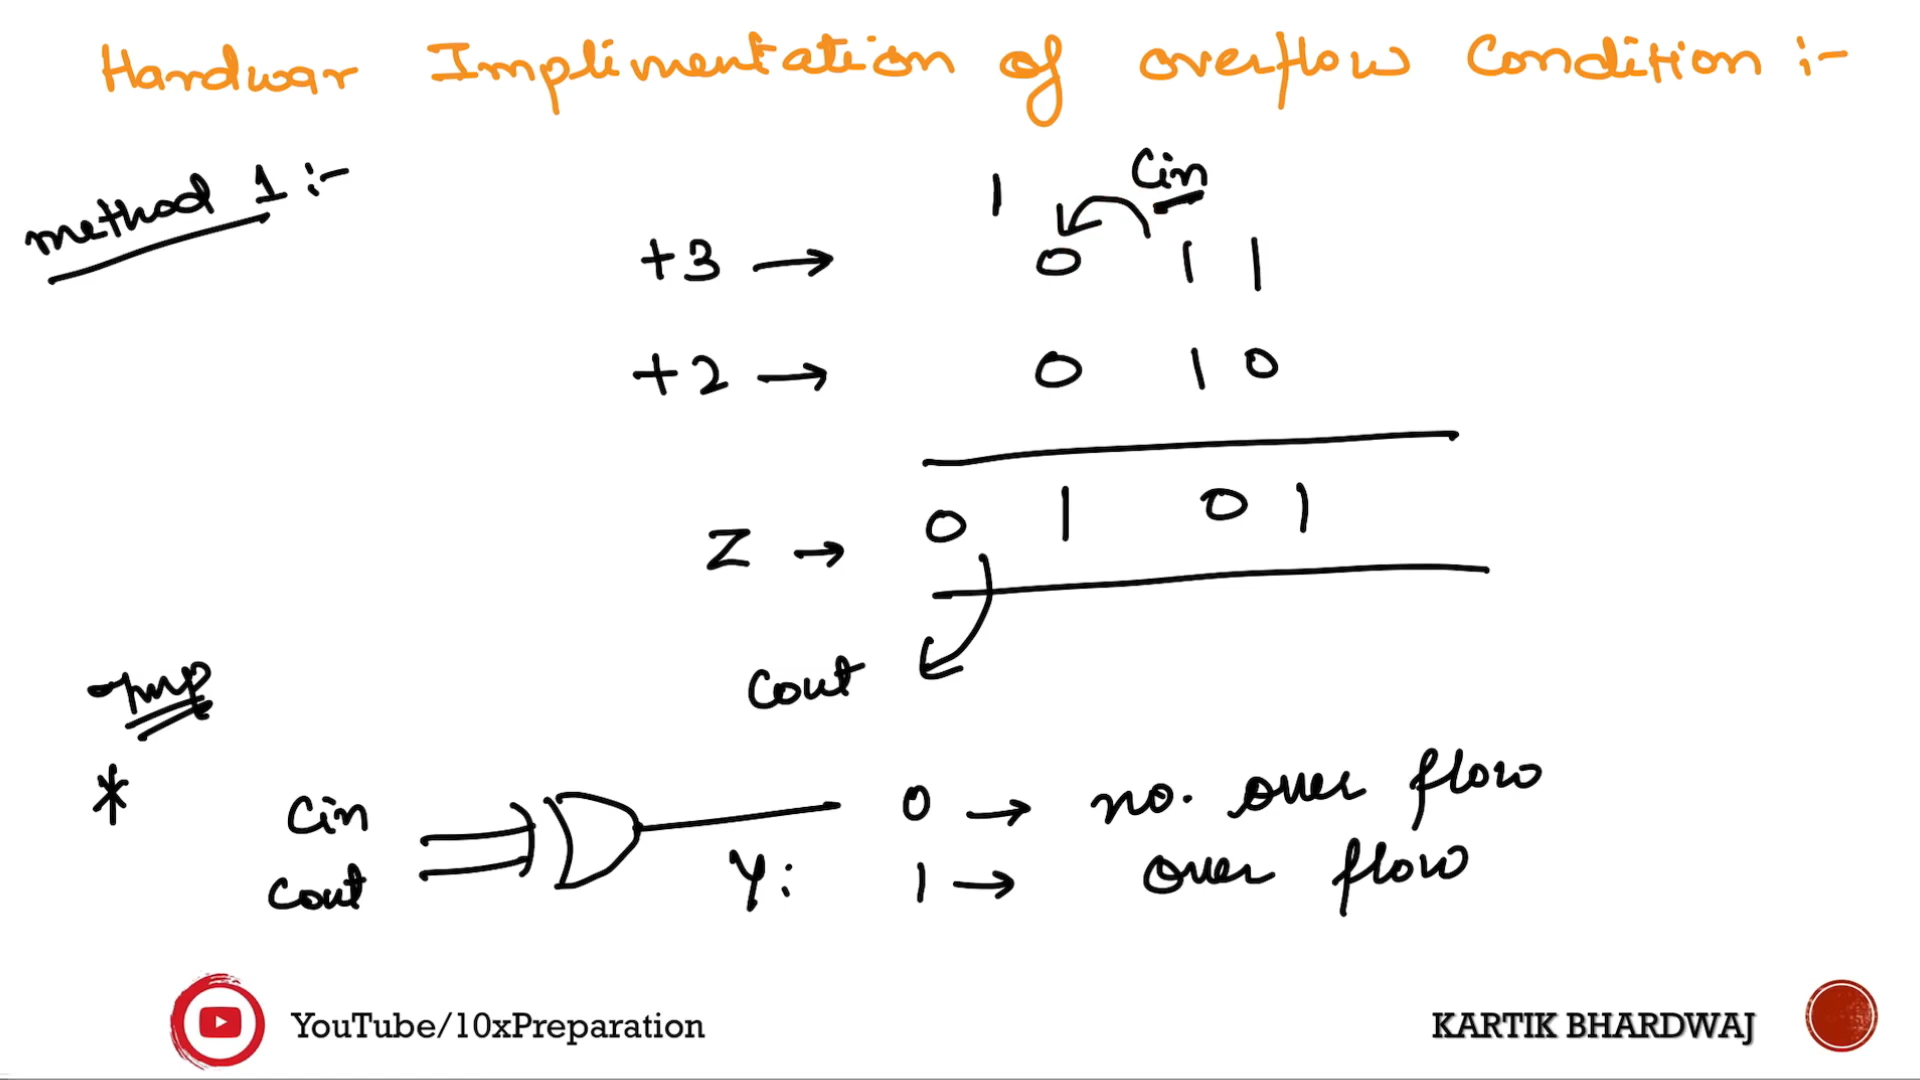 Hardwar Implimentation of overflow Condition :-
method 1 :-
1 Cin
+3 → 0 1 1
+2 → 0 1 0
Z → 0 1 0 1
Cout
Imp
* Cin 0 → no. over flow
Cout Y: 1 → over flow
YouTube/10xPreparation KARTIK BHARDWAJ